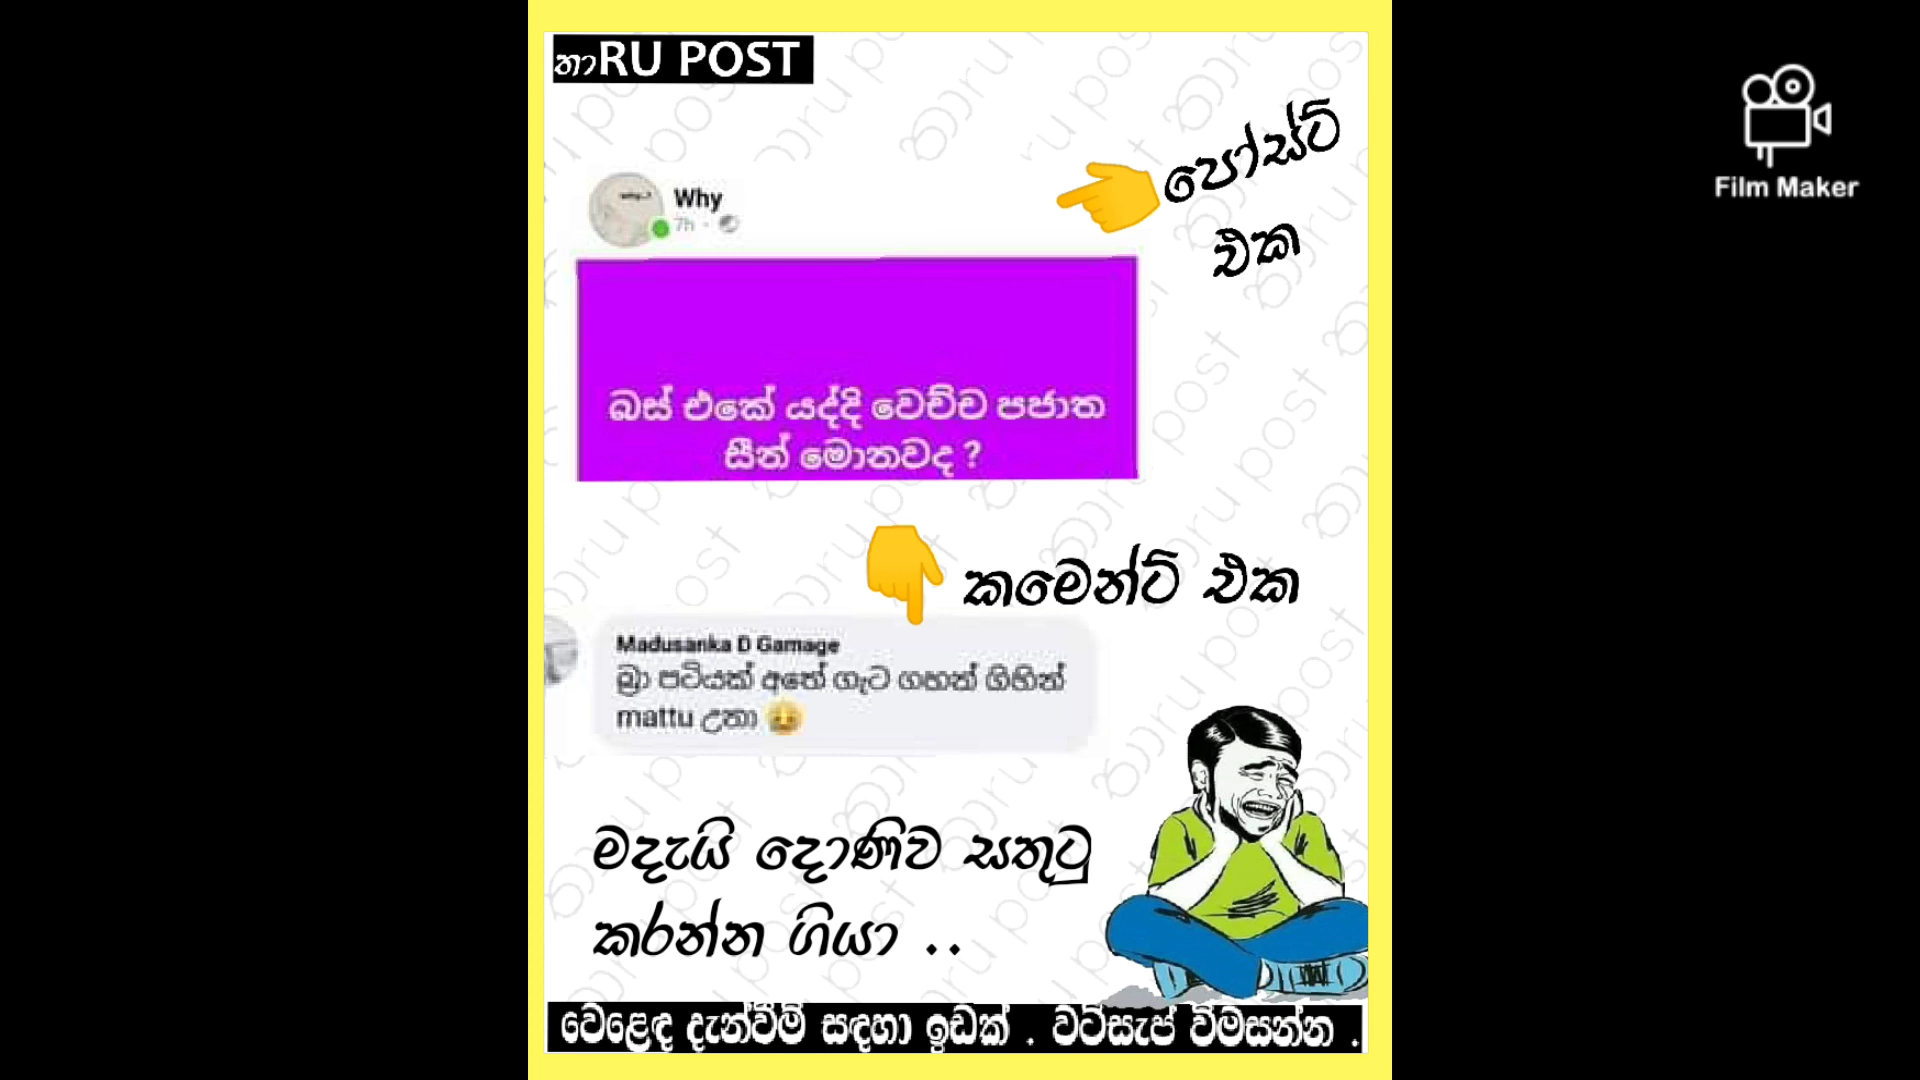 තාRU POST
Film Maker
පෝස්ට්
එක
Why
7h
බස් එකේ යද්දි වෙච්ච පජාත
සීන් මොනවද ?
කමෙන්ට් එක
Madusanka D Gamage
බ්‍රා පටියක් අතේ ගැට ගහන් ගිහින්
mattu උනා
මදැයි දොණිව සතුටු
කරන්න ගියා ..
වෙළෙඳ දැන්වීම් සඳහා ඉඩක් . වට්සැප් විමසන්න .